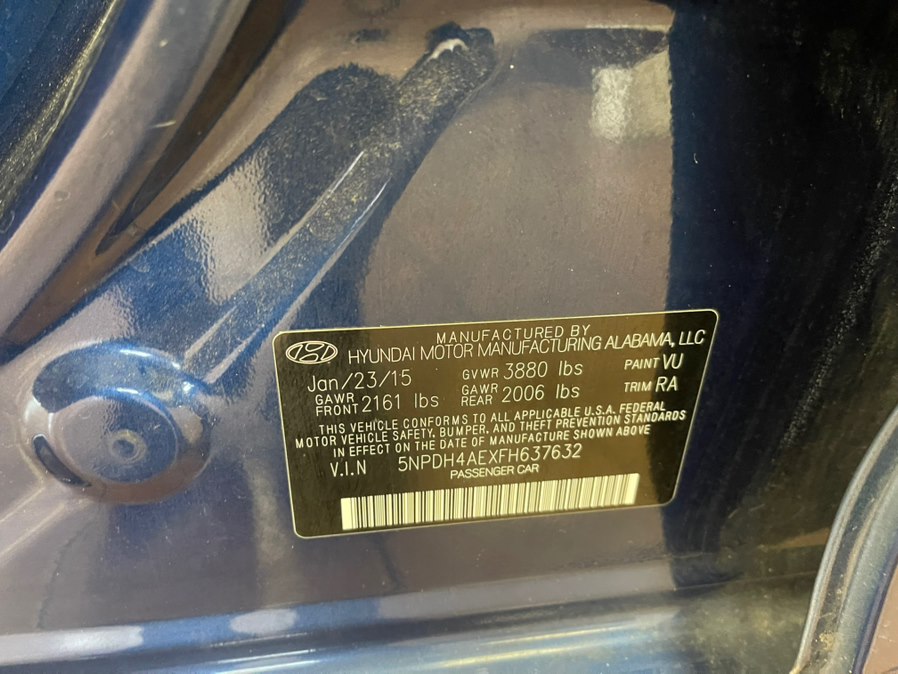 MANUFACTURED BY
HYUNDAI MOTOR MANUFACTURING ALABAMA, LLC
Jan/23/15 GVWR 3880 lbs PAINT VU
GAWR FRONT 2161 lbs GAWR REAR 2006 lbs TRIM RA
THIS VEHICLE CONFORMS TO ALL APPLICABLE U.S.A. FEDERAL
MOTOR VEHICLE SAFETY, BUMPER, AND THEFT PREVENTION STANDARDS
IN EFFECT ON THE DATE OF MANUFACTURE SHOWN ABOVE
V.I.N 5NPDH4AEXFH637632
PASSENGER CAR